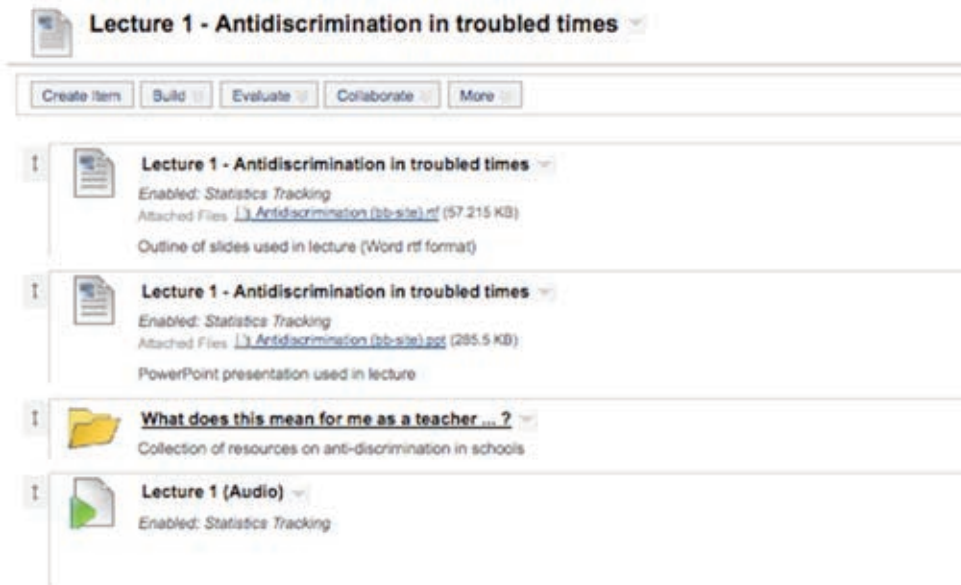 Lecture 1 - Antidiscrimination in troubled times
Create Item Build Evaluate Collaborate More
Lecture 1 - Antidiscrimination in troubled times
Enabled: Statistics Tracking
Attached Files Antidiscrimination (bb-site).rtf (57.215 KB)
Outline of slides used in lecture (Word rtf format)
Lecture 1 - Antidiscrimination in troubled times
Enabled: Statistics Tracking
Attached Files Antidiscrimination (bb-site).ppt (285.5 KB)
PowerPoint presentation used in lecture
What does this mean for me as a teacher ... ?
Collection of resources on anti-discrimination in schools
Lecture 1 (Audio)
Enabled: Statistics Tracking